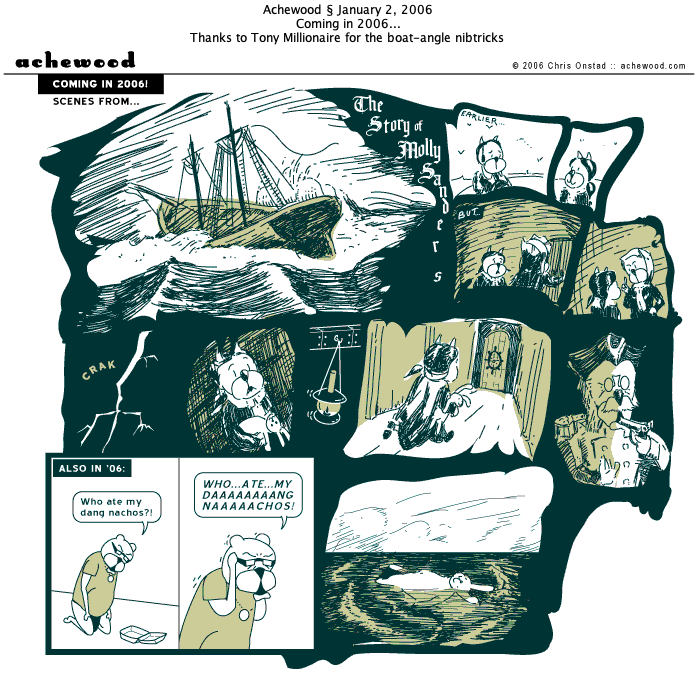 Achewood § January 2, 2006
Coming in 2006...
Thanks to Tony Millionaire for the boat-angle nibtricks
achewood
© 2006 Chris Onstad :: achewood.com
COMING IN 2006!
SCENES FROM...
The
Story of
Molly
Sanders
EARLIER...
BUT...
CRAK
ALSO IN '06:
Who ate my
dang nachos?!
WHO...ATE...MY
DAAAAAAAANG
NAAAAACHOS!